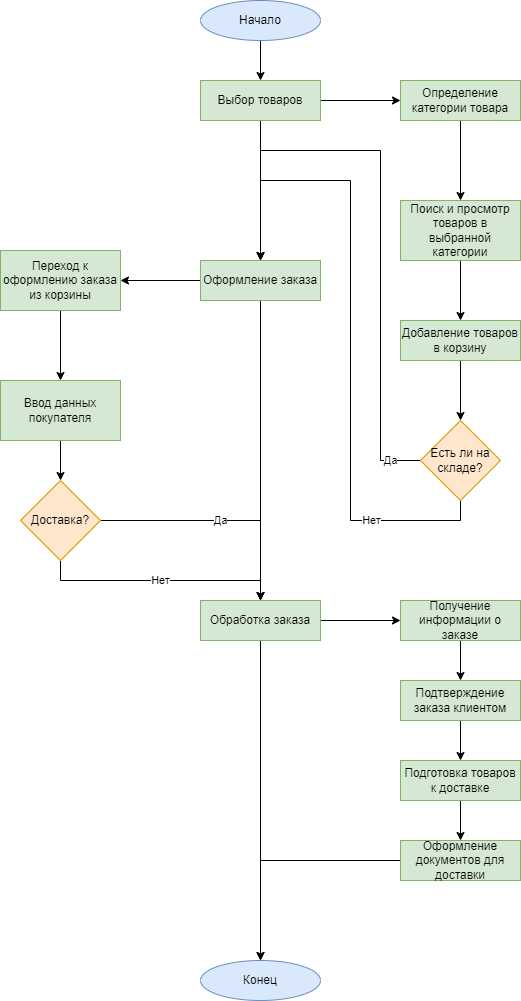 Начало
Выбор товаров
Определение
категории товара
Поиск и просмотр
товаров в
выбранной
категории
Переход к
оформлению заказа
из корзины
Оформление заказа
Добавление товаров
в корзину
Ввод данных
покупателя
Есть ли на
складе?
Да
Нет
Доставка?
Да
Нет
Обработка заказа
Получение
информации о
заказе
Подтверждение
заказа клиентом
Подготовка товаров
к доставке
Оформление
документов для
доставки
Конец